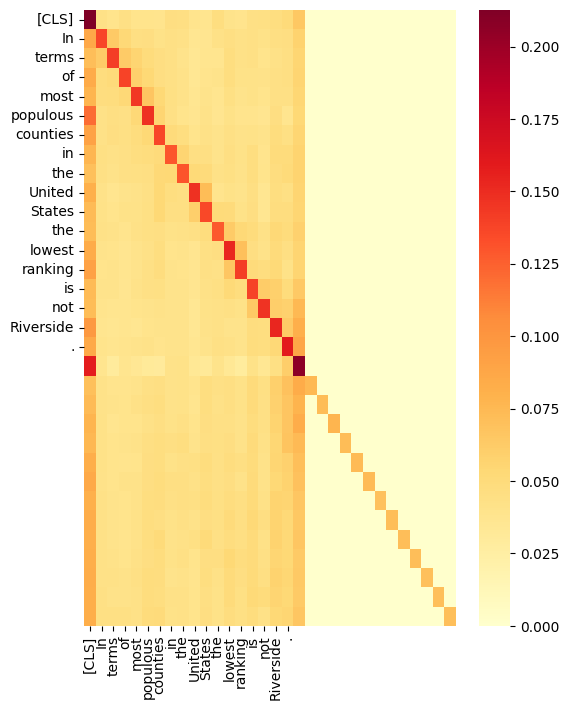 [CLS]
In
terms
of
most
populous
counties
in
the
United
States
the
lowest
ranking
is
not
Riverside
.
0.200
0.175
0.150
0.125
0.100
0.075
0.050
0.025
0.000
[CLS]
In
terms
of
most
populous
counties
in
the
United
States
the
lowest
ranking
is
not
Riverside
.